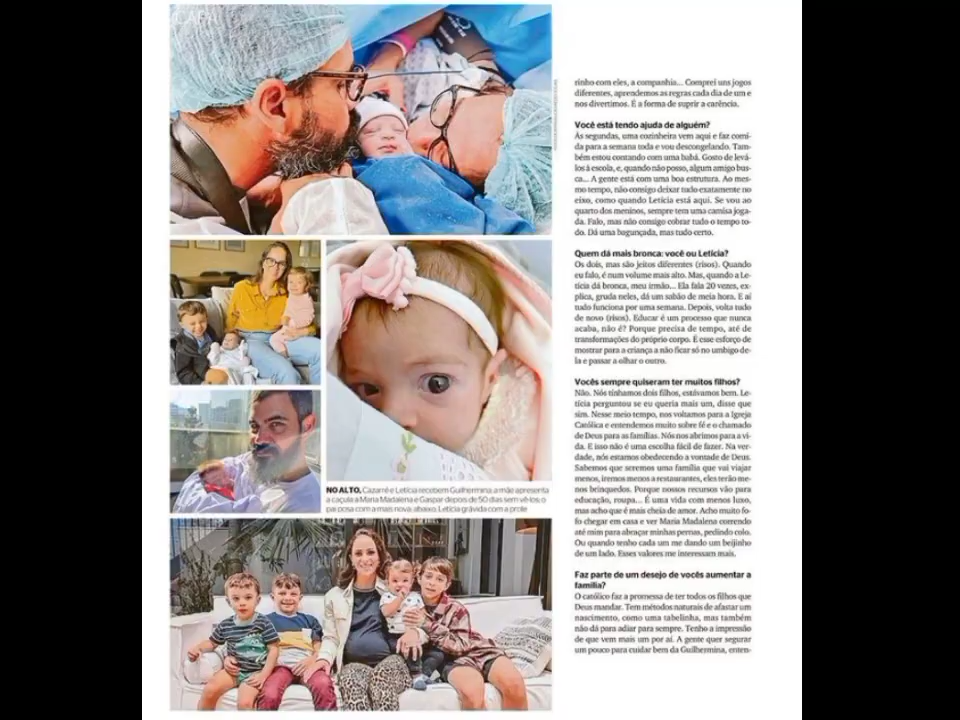 CAPA
NO ALTO, Cazarré e Letícia recebem Guilhermina; a mãe apresenta
a caçula a Maria Madalena e Gaspar depois de 50 dias sem vê-los; o
pai posa com a mais nova; abaixo, Letícia grávida com a prole
rinho com eles, a companhia... Comprei uns jogos
diferentes, aprendemos as regras cada dia de um e
nos divertimos. É a forma de suprir a carência.
Você está tendo ajuda de alguém?
Às segundas, uma cozinheira vem aqui e faz comi-
da para a semana toda e vou descongelando. Tam-
bém estou contando com uma babá. Gosto de levá-
los à escola, e, quando não posso, algum amigo bus-
ca... A gente está com uma boa estrutura. Ao mes-
mo tempo, não consigo deixar tudo exatamente no
eixo, como quando Letícia está aqui. Se vou ao
quarto dos meninos, sempre tem uma camisa joga-
da. Falo, mas não consigo cobrar tudo o tempo to-
do. Dá uma bagunçada, mas tudo certo.
Quem dá mais bronca: você ou Letícia?
Os dois, mas são jeitos diferentes (risos). Quando
eu falo, é num volume mais alto. Mas, quando a Le-
tícia dá bronca, meu irmão... Ela fala 20 vezes, ex-
plica, gruda neles, dá um sabão de meia hora. E aí
tudo funciona por uma semana. Depois, volta tudo
de novo (risos). Educar é um processo que nunca
acaba, não é? Porque precisa de tempo, até de
transformações do próprio corpo. É esse esforço de
mostrar para a criança a não ficar só no umbigo de-
la e passar a olhar o outro.
Vocês sempre quiseram ter muitos filhos?
Não. Nós tínhamos dois filhos, estávamos bem. Le-
tícia perguntou se eu queria mais um, disse que
sim. Nesse meio tempo, nos voltamos para a Igreja
Católica e entendemos muito sobre fé e o chamado
de Deus para as famílias. Nós nos abrimos para a vi-
da. E isso não é uma escolha fácil de fazer. Na ver-
dade, nós estamos obedecendo a vontade de Deus.
Sabemos que seremos uma família que vai viajar
menos, iremos menos a restaurantes, eles terão me-
nos brinquedos. Porque nossos recursos vão para
educação, roupa... É uma vida com menos luxo,
mas acho que é mais cheia de amor. Acho muito fo-
fo chegar em casa e ver Maria Madalena correndo
até mim para abraçar minhas pernas, pedindo colo.
Ou quando tenho cada um me dando um beijinho
de um lado. Esses valores me interessam mais.
Faz parte de um desejo de vocês aumentar a
família?
O católico faz a promessa de ter todos os filhos que
Deus mandar. Tem métodos naturais de afastar um
nascimento, como uma tabelinha, mas também
não dá para adiar para sempre. Tenho a impressão
de que vem mais um por aí. A gente quer segurar
um pouco para cuidar bem da Guilhermina, enten-